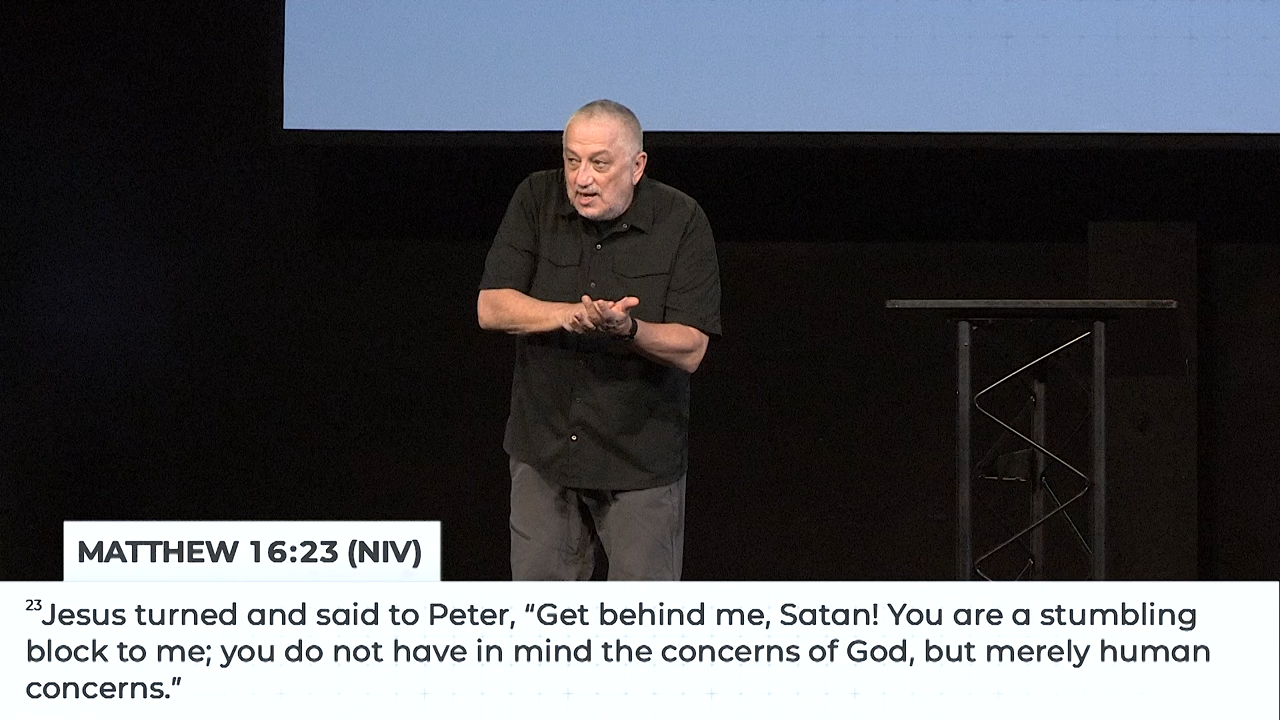 MATTHEW 16:23 (NIV)
23Jesus turned and said to Peter, “Get behind me, Satan! You are a stumbling
block to me; you do not have in mind the concerns of God, but merely human
concerns.”